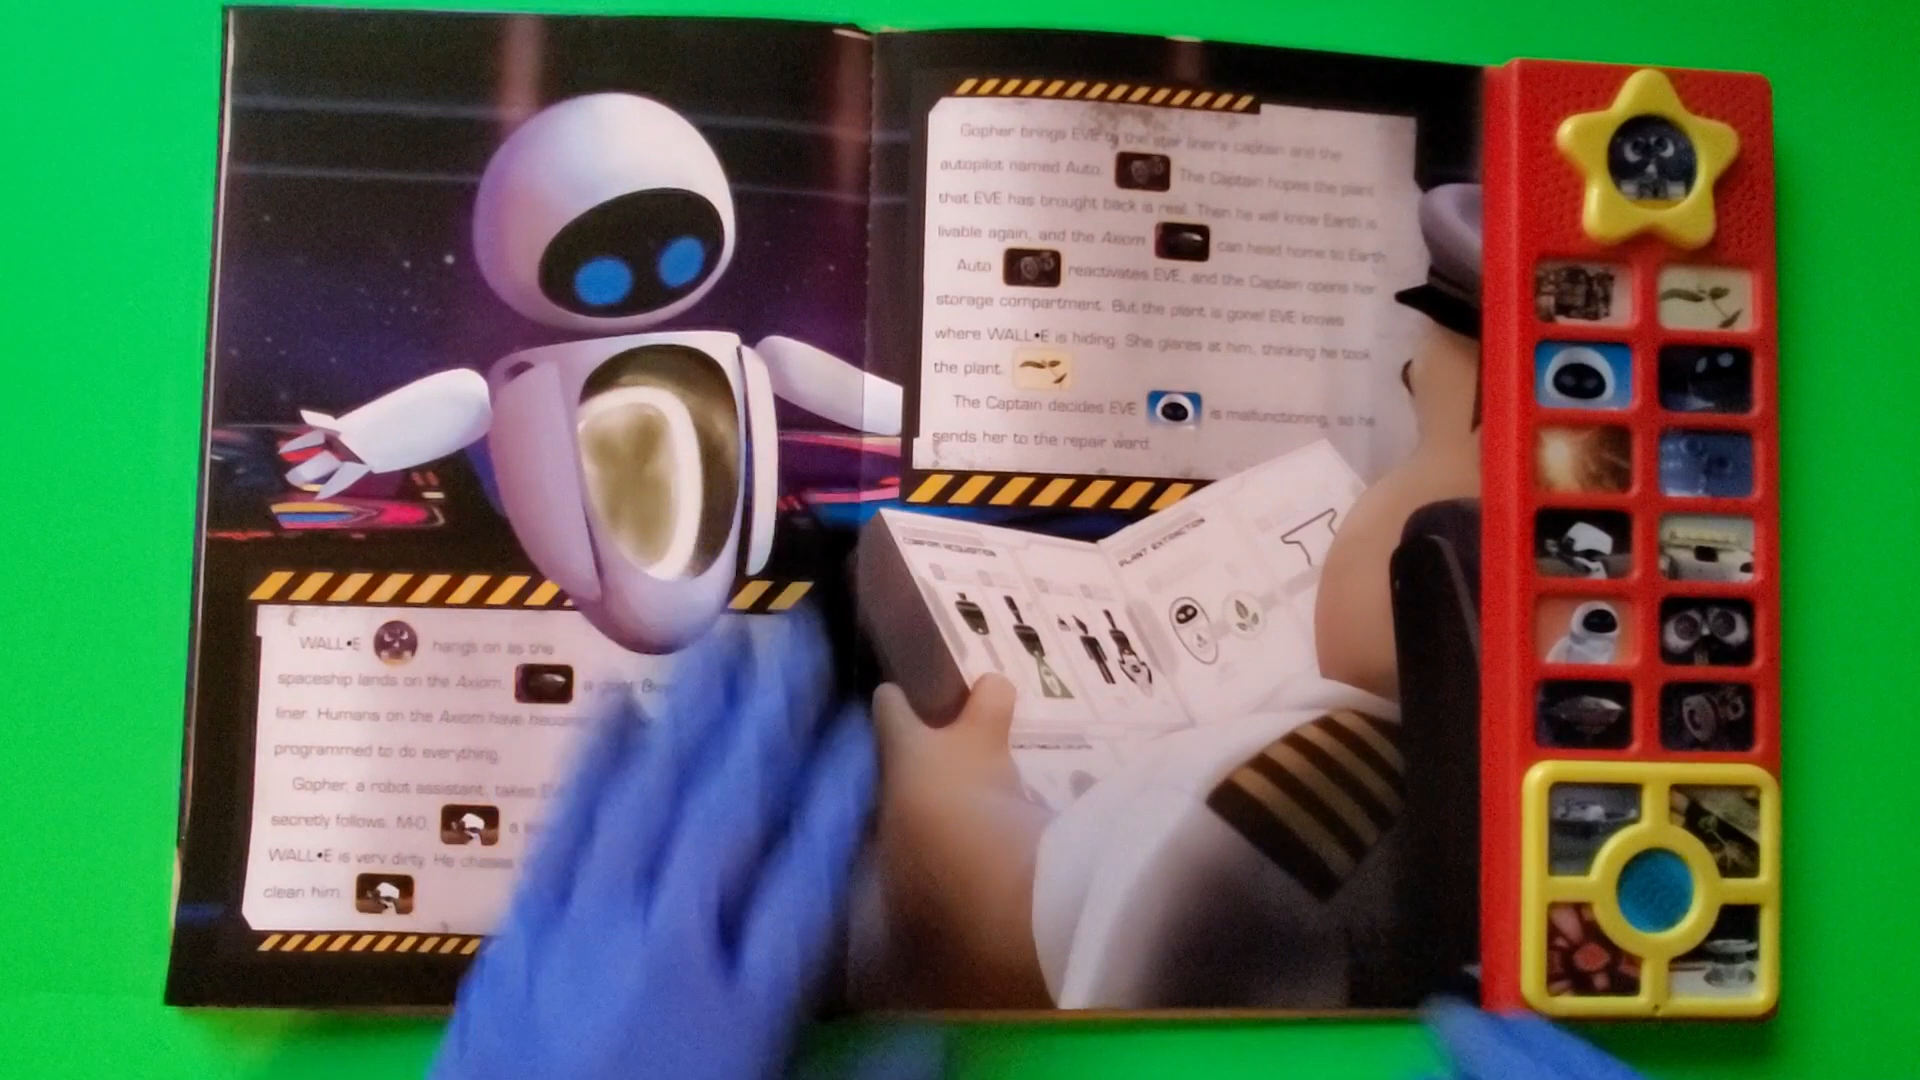 WALL•E hangs on as the
spaceship lands on the Axiom, a giant
liner. Humans on the Axiom have
programmed to do everything.
Gopher, a robot assistant, takes
secretly follows. M-O, a
WALL•E is very dirty. He chases
clean him.
Gopher brings EVE to the star liner's captain and the
autopilot named Auto. The Captain hopes the plant
that EVE has brought back is real. Then he will know Earth is
livable again, and the Axiom can head home to Earth.
Auto reactivates EVE, and the Captain opens her
storage compartment. But the plant is gone! EVE knows
where WALL•E is hiding. She glares at him, thinking he took
the plant.
The Captain decides EVE is malfunctioning, so he
sends her to the repair ward.
PLANT EXTRACTION